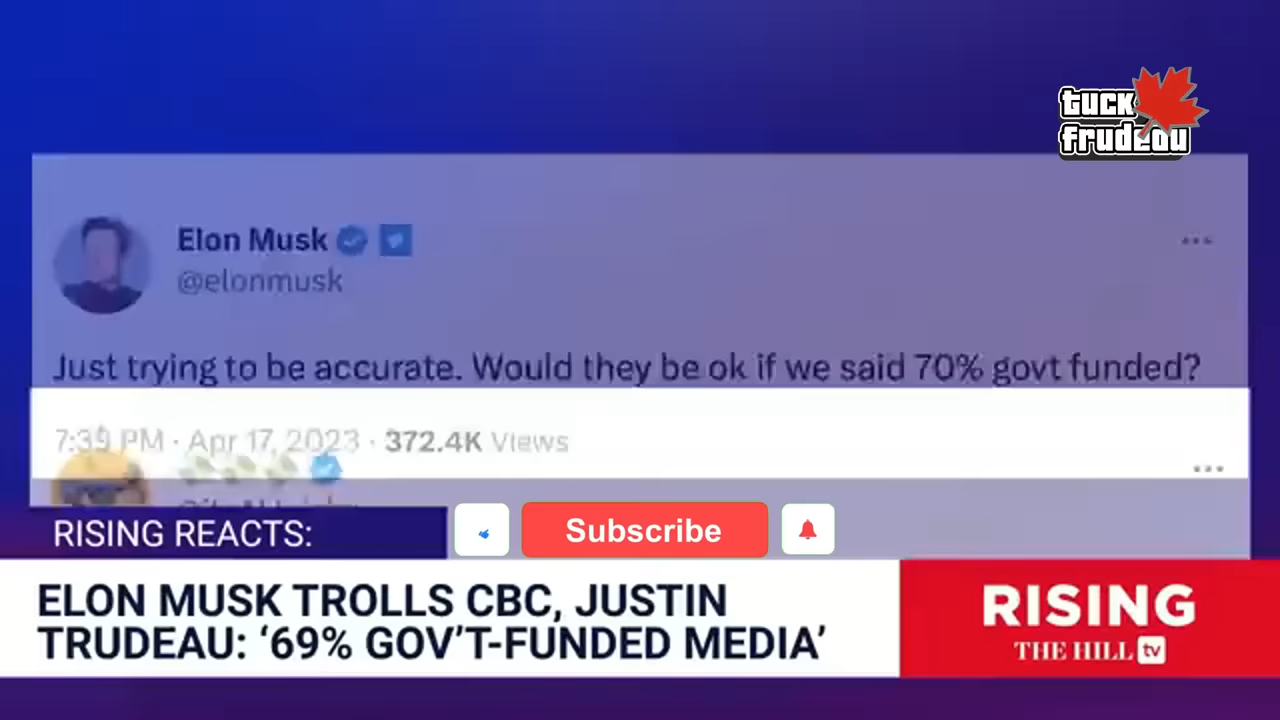 tuck
frudeau
Elon Musk
@elonmusk
Just trying to be accurate. Would they be ok if we said 70% govt funded?
7:39 PM · Apr 17, 2023 · 372.4K Views
RISING REACTS:
Subscribe
ELON MUSK TROLLS CBC, JUSTIN
TRUDEAU: ‘69% GOV’T-FUNDED MEDIA’
RISING
THE HILL tv